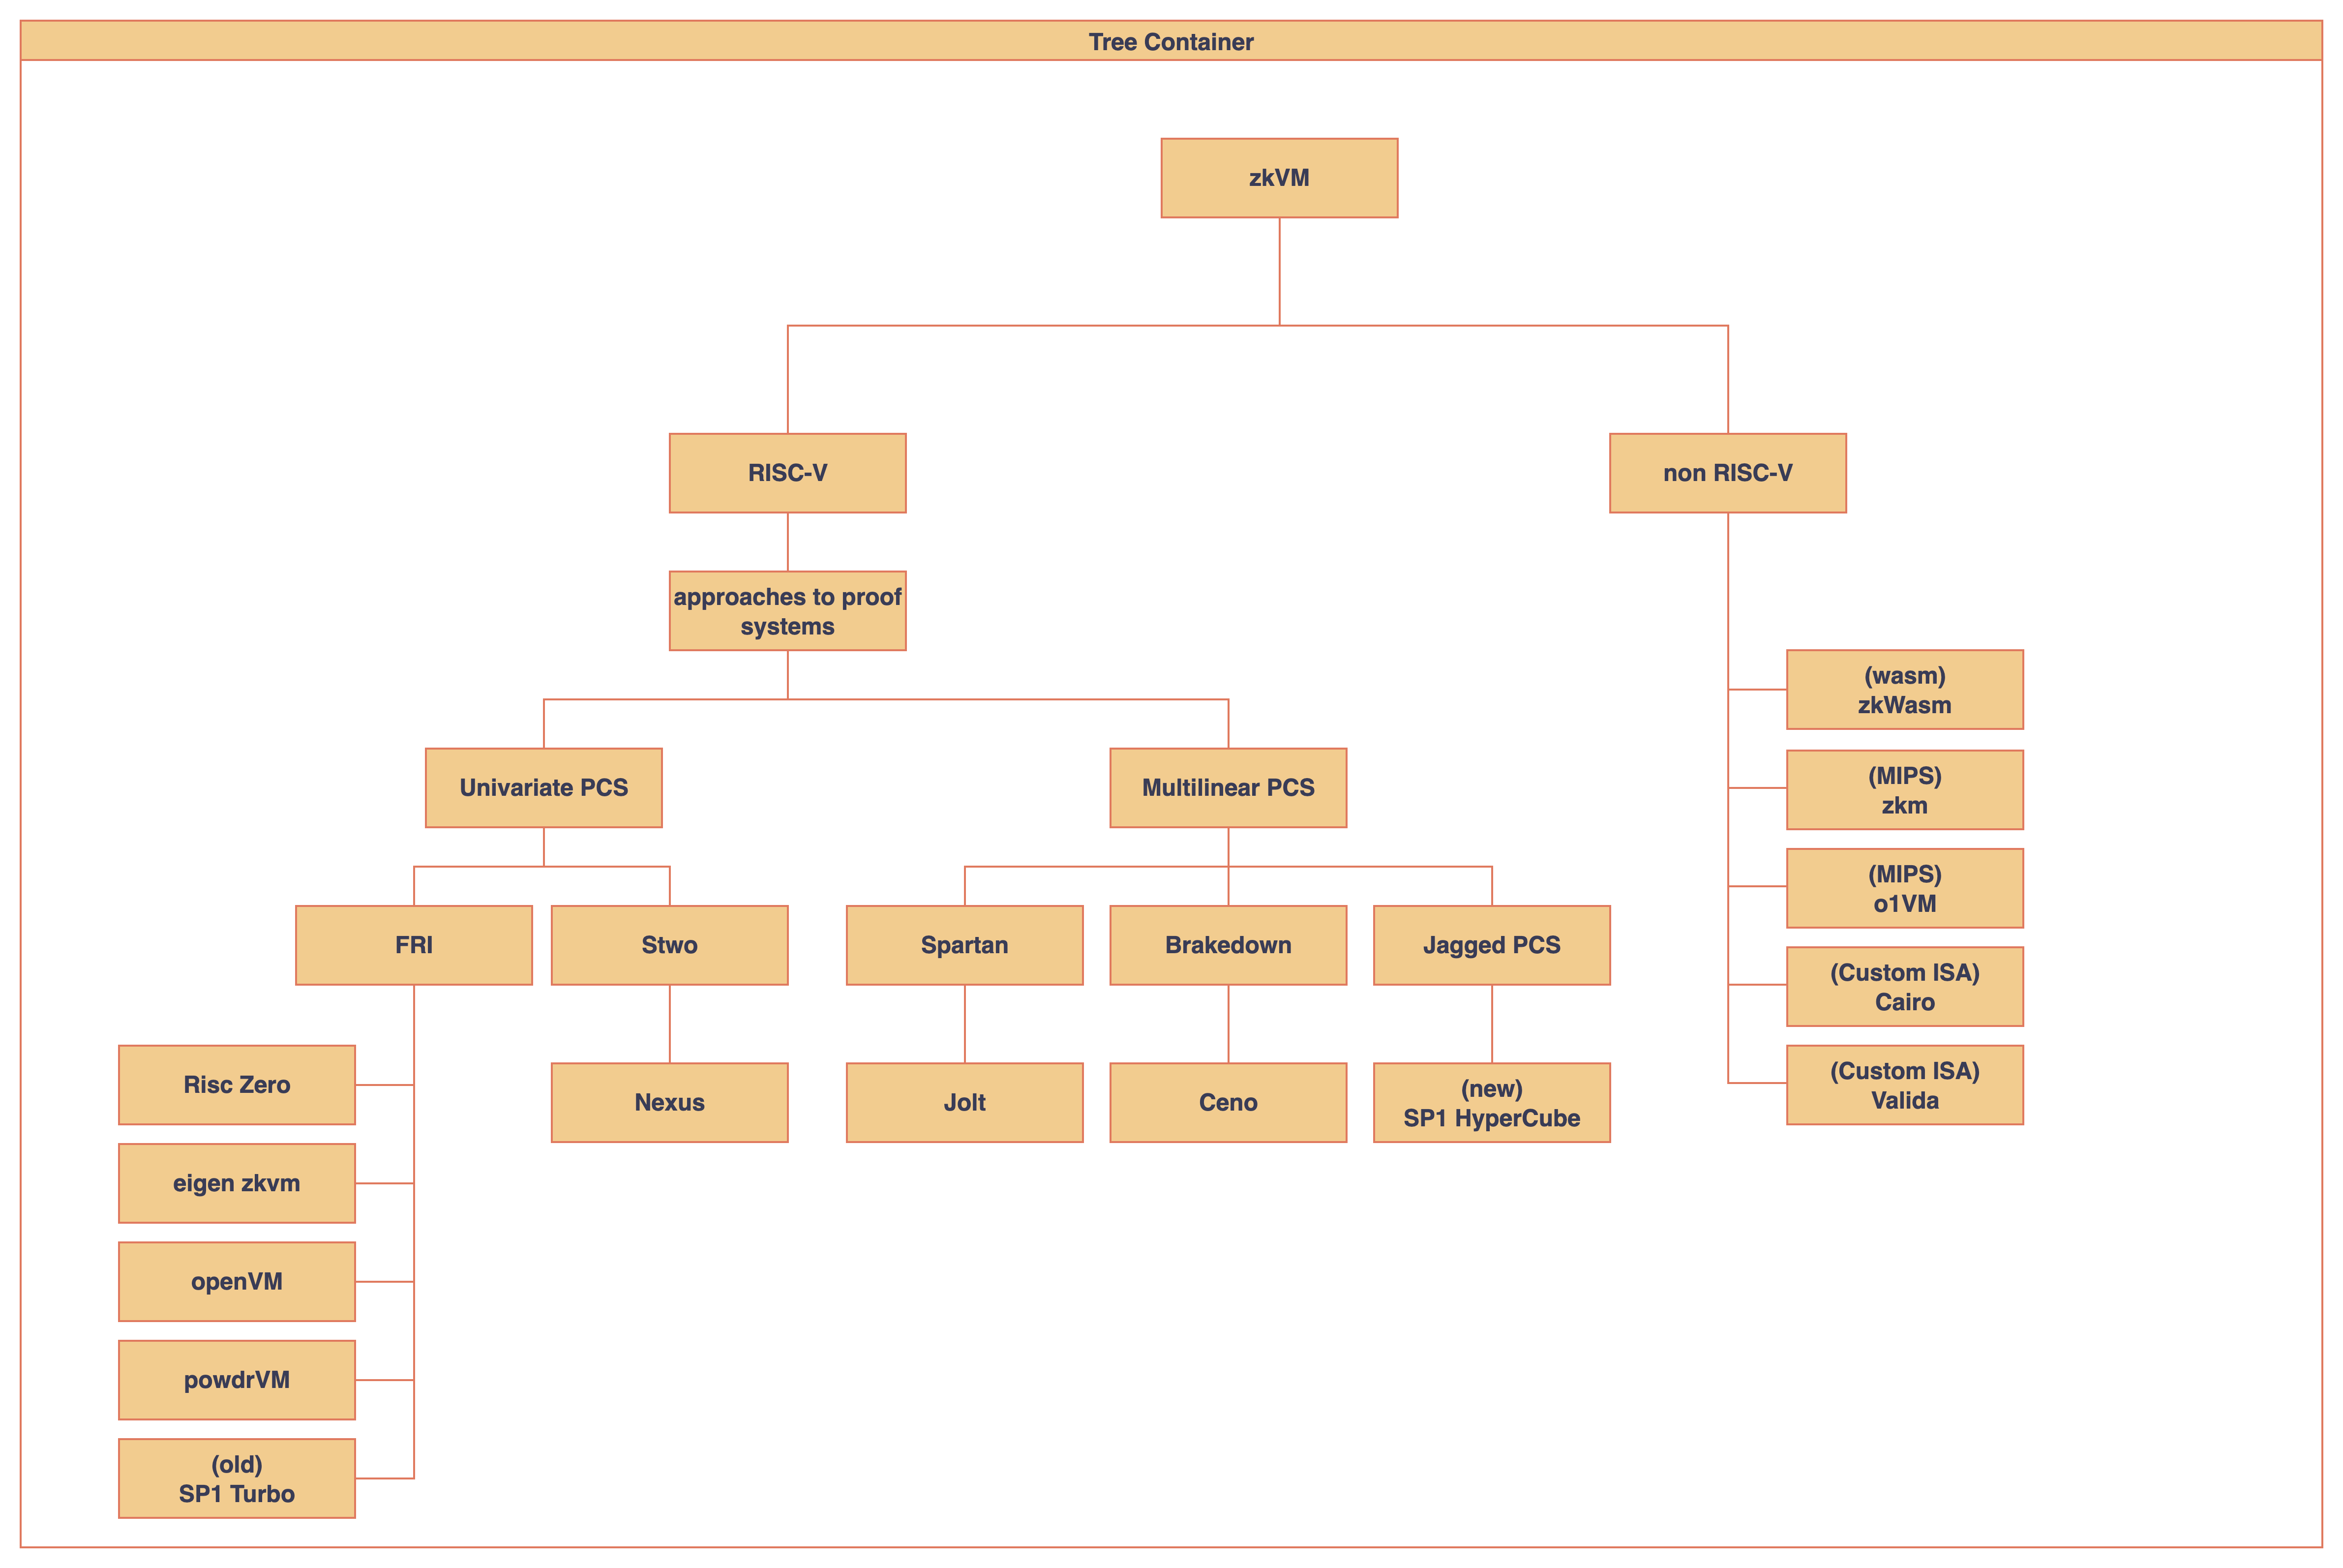 Tree Container
zkVM
RISC-V
non RISC-V
approaches to proof
systems
Univariate PCS
Multilinear PCS
FRI
Stwo
Spartan
Brakedown
Jagged PCS
Risc Zero
eigen zkvm
openVM
powdrVM
(old)
SP1 Turbo
Nexus
Jolt
Ceno
(new)
SP1 HyperCube
(wasm)
zkWasm
(MIPS)
zkm
(MIPS)
o1VM
(Custom ISA)
Cairo
(Custom ISA)
Valida